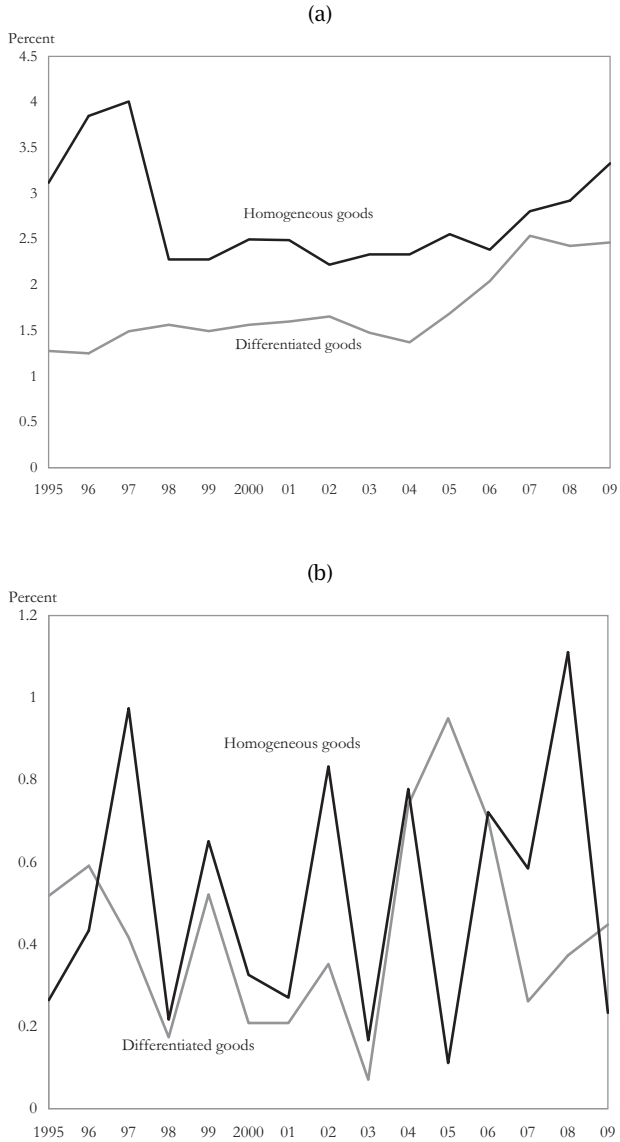 (a)
Percent
4.5
4
3.5
3
Homogeneous goods
2.5
2
1.5
Differentiated goods
1
0.5
0
1995 96 97 98 99 2000 01 02 03 04 05 06 07 08 09
(b)
Percent
1.2
1
Homogeneous goods
0.8
0.6
0.4
0.2
Differentiated goods
0
1995 96 97 98 99 2000 01 02 03 04 05 06 07 08 09